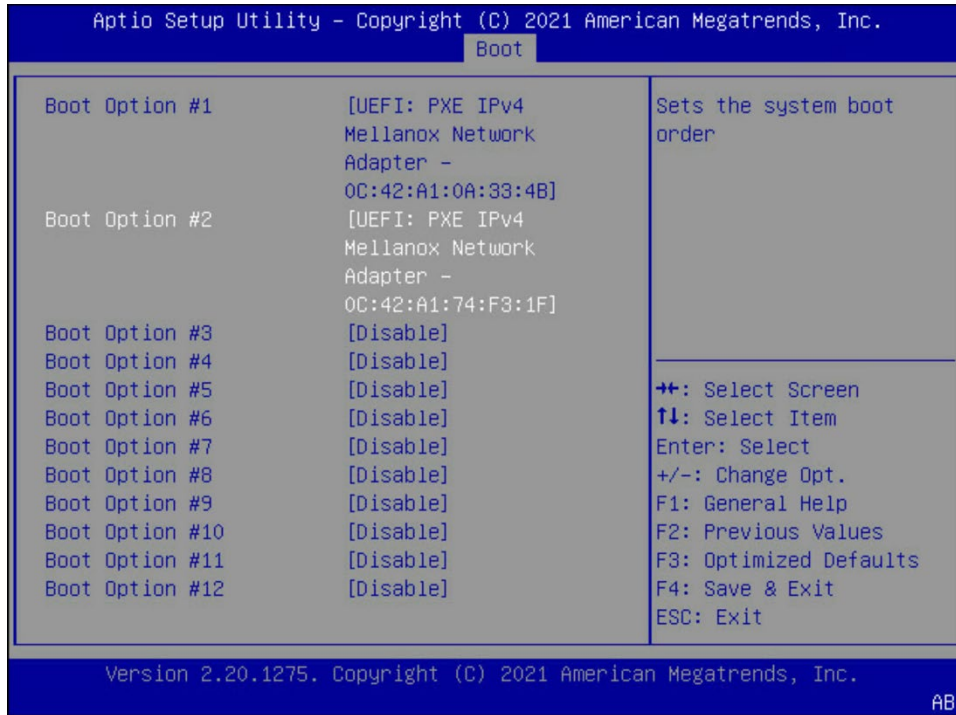 Aptio Setup Utility – Copyright (C) 2021 American Megatrends, Inc.
Boot
Boot Option #1 [UEFI: PXE IPv4
Mellanox Network
Adapter –
0C:42:A1:0A:33:4B]
Boot Option #2 [UEFI: PXE IPv4
Mellanox Network
Adapter –
0C:42:A1:74:F3:1F]
Boot Option #3 [Disable]
Boot Option #4 [Disable]
Boot Option #5 [Disable]
Boot Option #6 [Disable]
Boot Option #7 [Disable]
Boot Option #8 [Disable]
Boot Option #9 [Disable]
Boot Option #10 [Disable]
Boot Option #11 [Disable]
Boot Option #12 [Disable]
Sets the system boot
order
→←: Select Screen
↑↓: Select Item
Enter: Select
+/–: Change Opt.
F1: General Help
F2: Previous Values
F3: Optimized Defaults
F4: Save & Exit
ESC: Exit
Version 2.20.1275. Copyright (C) 2021 American Megatrends, Inc.
AB